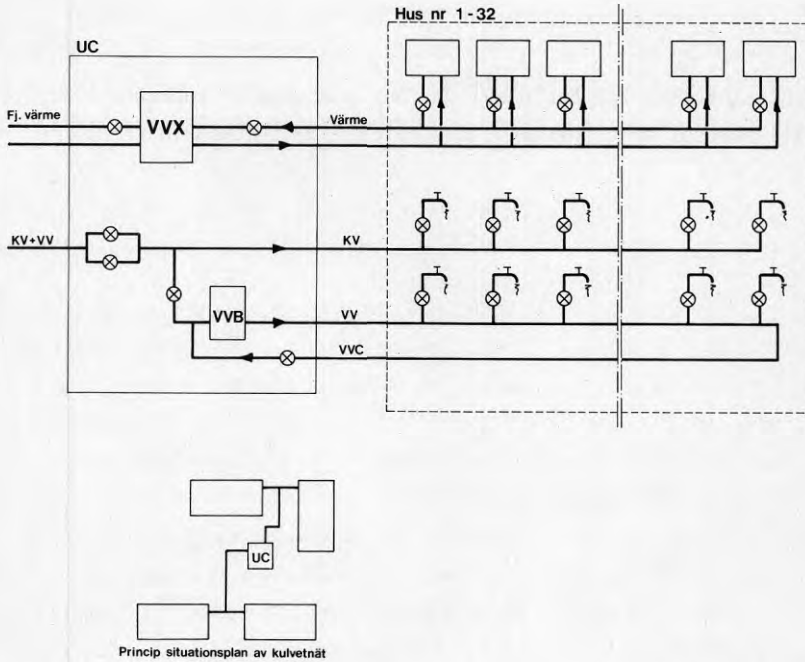 Hus nr 1-32
UC
Fj. värme
VVX
Värme
KV+VV
KV
VVB
VV
VVC
UC
Princip situationsplan av kulvetnät